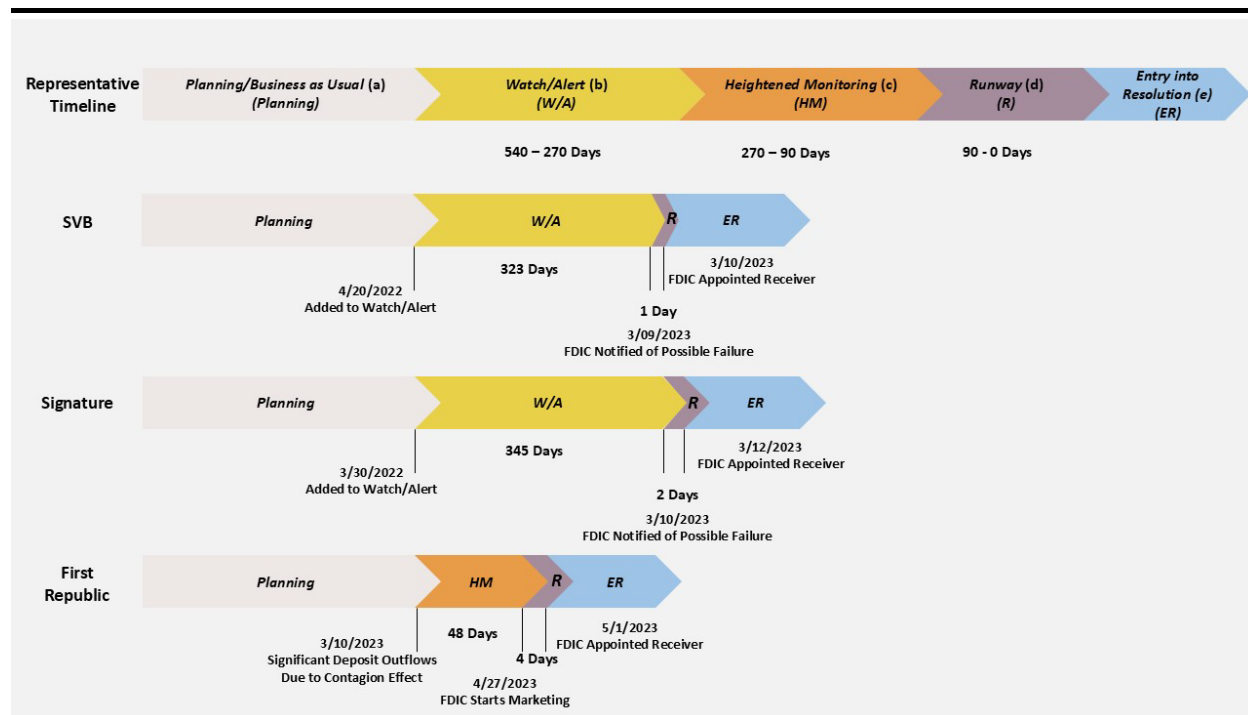 Representative
Timeline
Planning/Business as Usual (a)
(Planning)
Watch/Alert (b)
(W/A)
Heightened Monitoring (c)
(HM)
Runway (d)
(R)
Entry into
Resolution (e)
(ER)
540 – 270 Days
270 – 90 Days
90 - 0 Days
SVB
Planning
W/A
R
ER
323 Days
4/20/2022
Added to Watch/Alert
1 Day
3/09/2023
FDIC Notified of Possible Failure
3/10/2023
FDIC Appointed Receiver
Signature
Planning
W/A
R
ER
345 Days
3/30/2022
Added to Watch/Alert
2 Days
3/10/2023
FDIC Notified of Possible Failure
3/12/2023
FDIC Appointed Receiver
First
Republic
Planning
HM
R
ER
48 Days
3/10/2023
Significant Deposit Outflows
Due to Contagion Effect
4 Days
4/27/2023
FDIC Starts Marketing
5/1/2023
FDIC Appointed Receiver